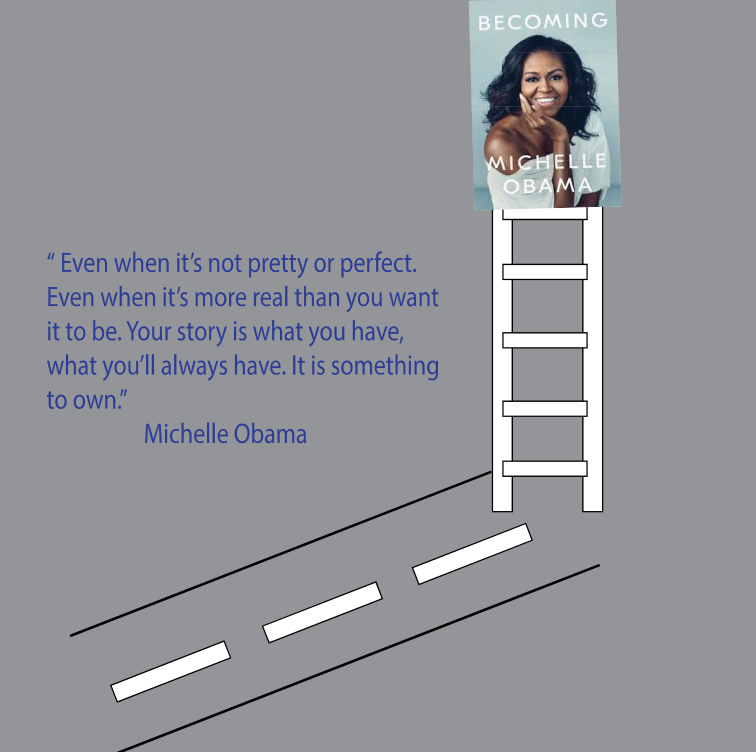 BECOMING
MICHELLE
OBAMA
“ Even when it’s not pretty or perfect.
Even when it’s more real than you want
it to be. Your story is what you have,
what you’ll always have. It is something
to own.”
Michelle Obama